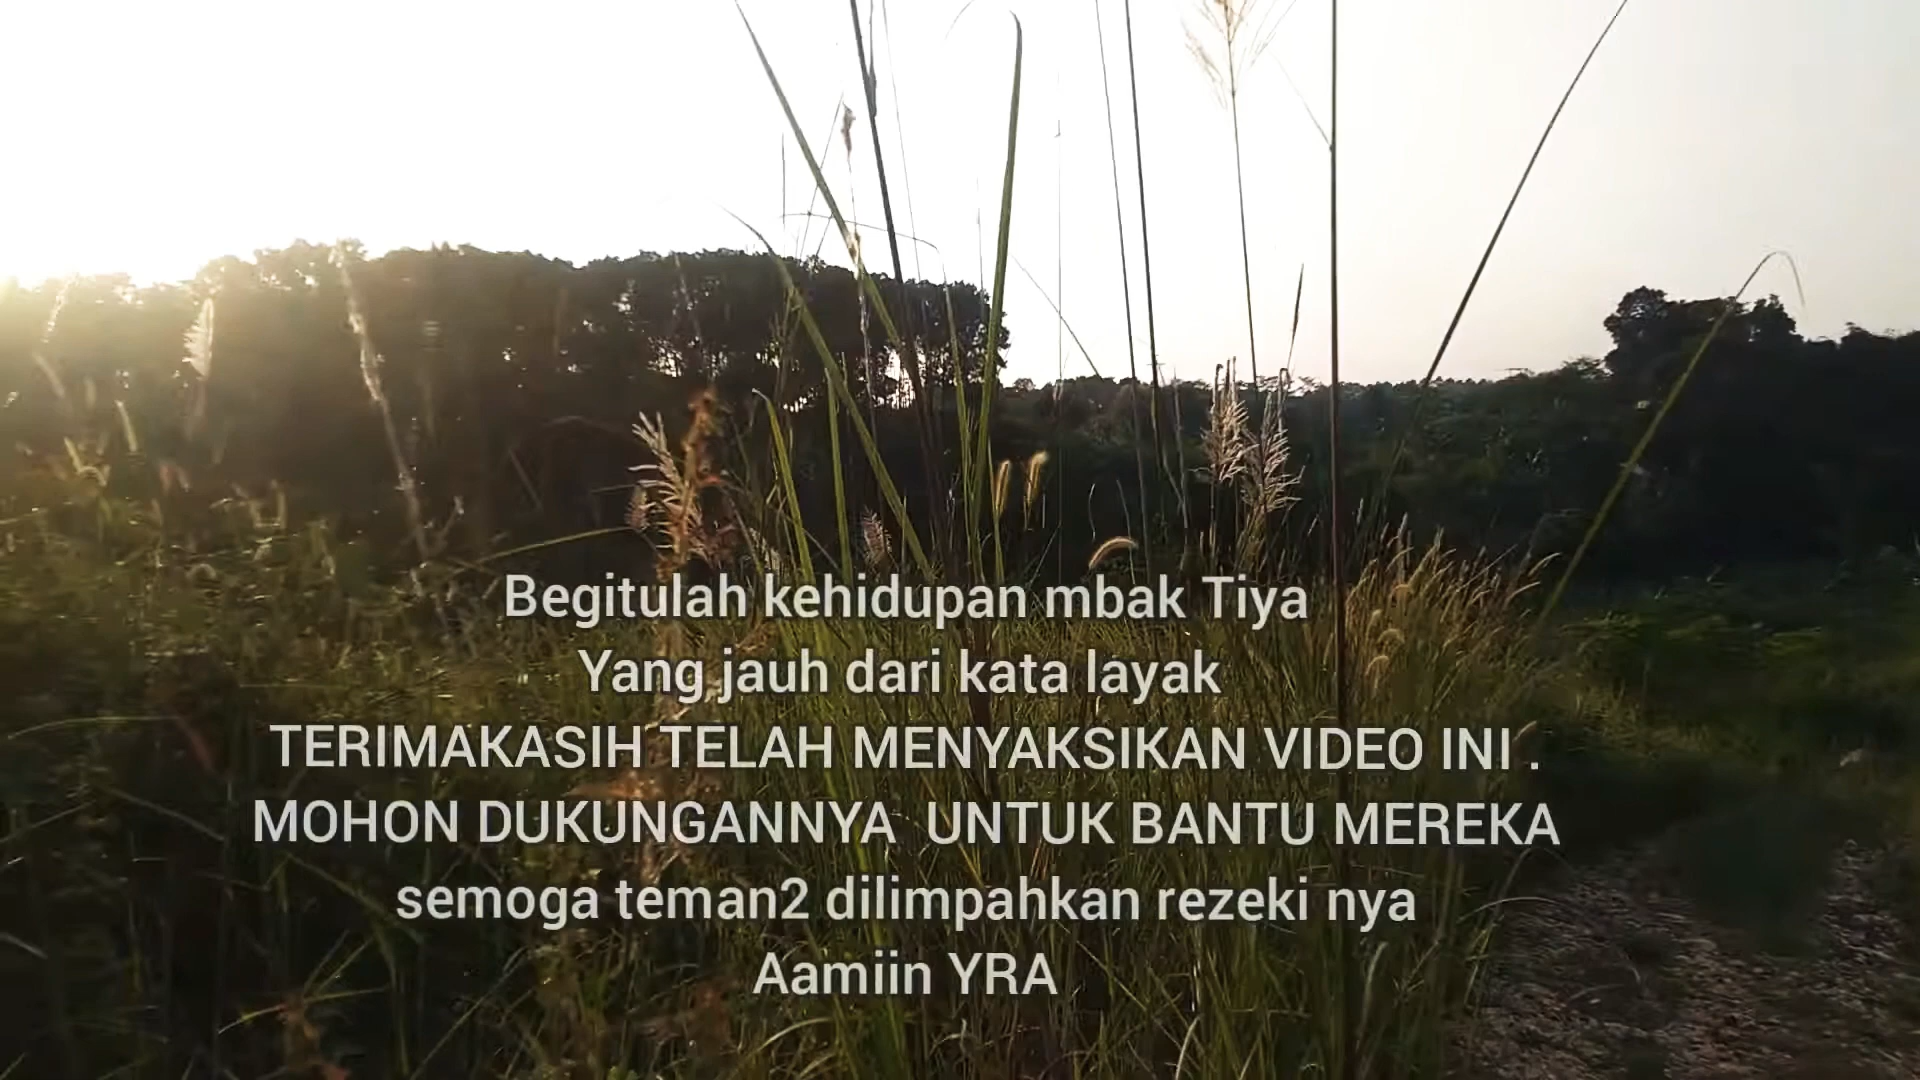 Begitulah kehidupan mbak Tiya
Yang jauh dari kata layak
TERIMAKASIH TELAH MENYAKSIKAN VIDEO INI .
MOHON DUKUNGANNYA UNTUK BANTU MEREKA
semoga teman2 dilimpahkan rezeki nya
Aamiin YRA